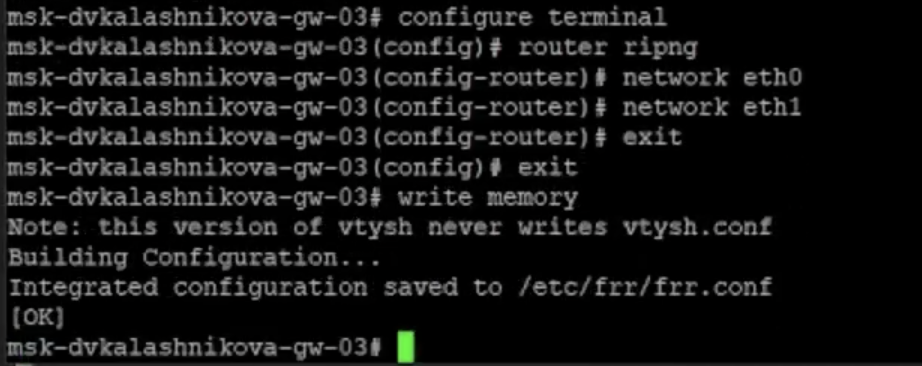 msk-dvkalashnikova-gw-03# configure terminal
msk-dvkalashnikova-gw-03(config)# router ripng
msk-dvkalashnikova-gw-03(config-router)# network eth0
msk-dvkalashnikova-gw-03(config-router)# network eth1
msk-dvkalashnikova-gw-03(config-router)# exit
msk-dvkalashnikova-gw-03(config)# exit
msk-dvkalashnikova-gw-03# write memory
Note: this version of vtysh never writes vtysh.conf
Building Configuration...
Integrated configuration saved to /etc/frr/frr.conf
[OK]
msk-dvkalashnikova-gw-03#